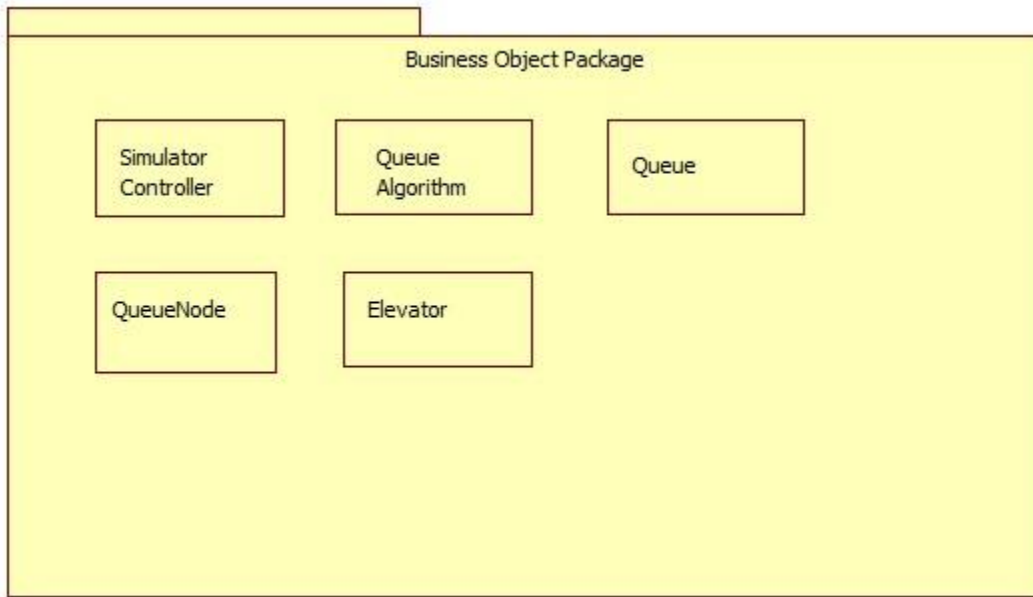 Business Object Package
Simulator
Controller
Queue
Algorithm
Queue
QueueNode
Elevator